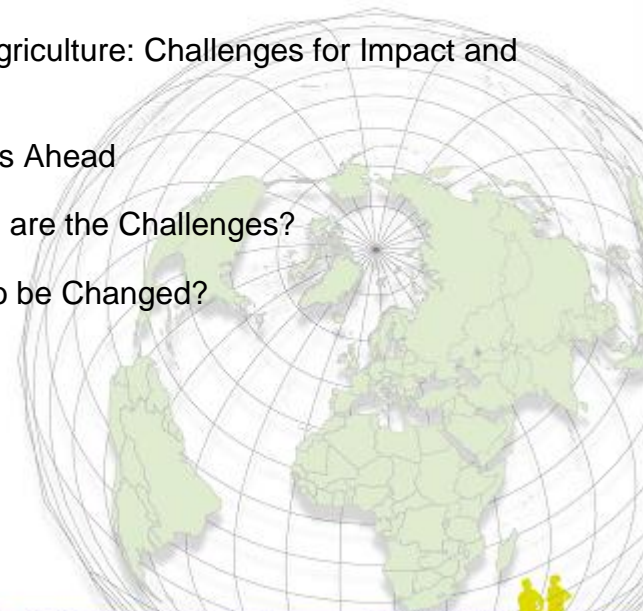 griculture: Challenges for Impact and
s Ahead
are the Challenges?
be Changed?